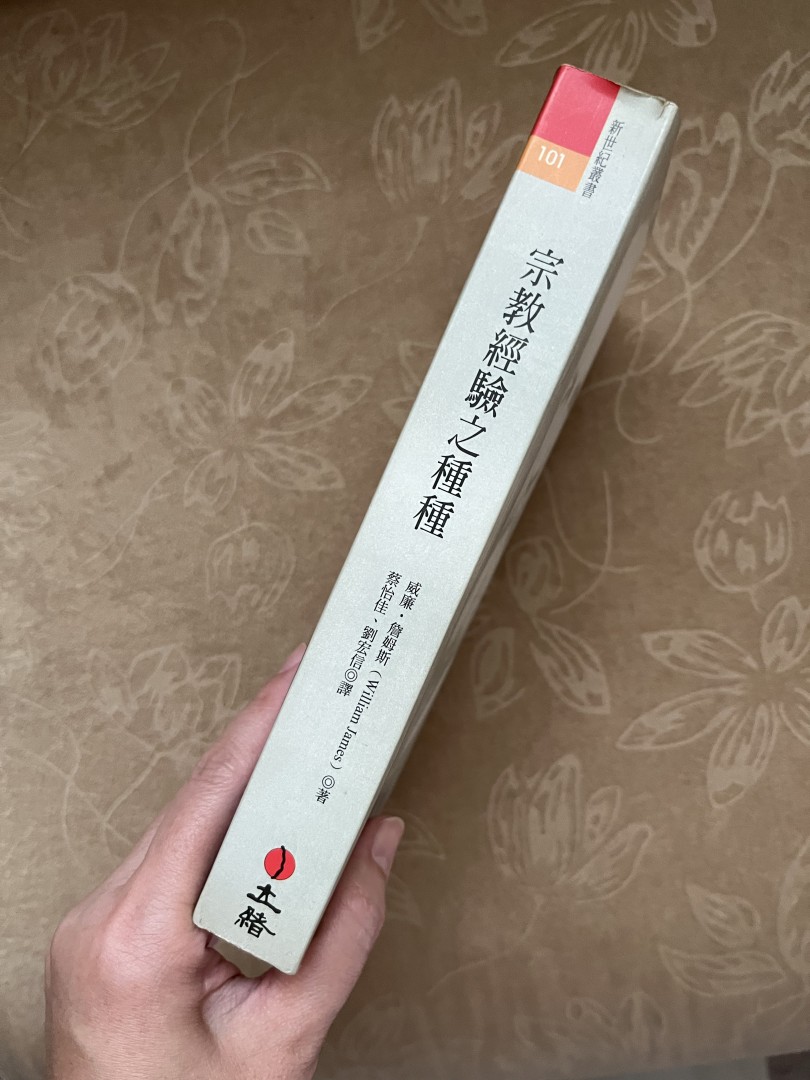 新世紀叢書
101
宗教經驗之種種
威廉・詹姆斯(William James)◎著
蔡怡佳、劉宏信◎譯
立緒